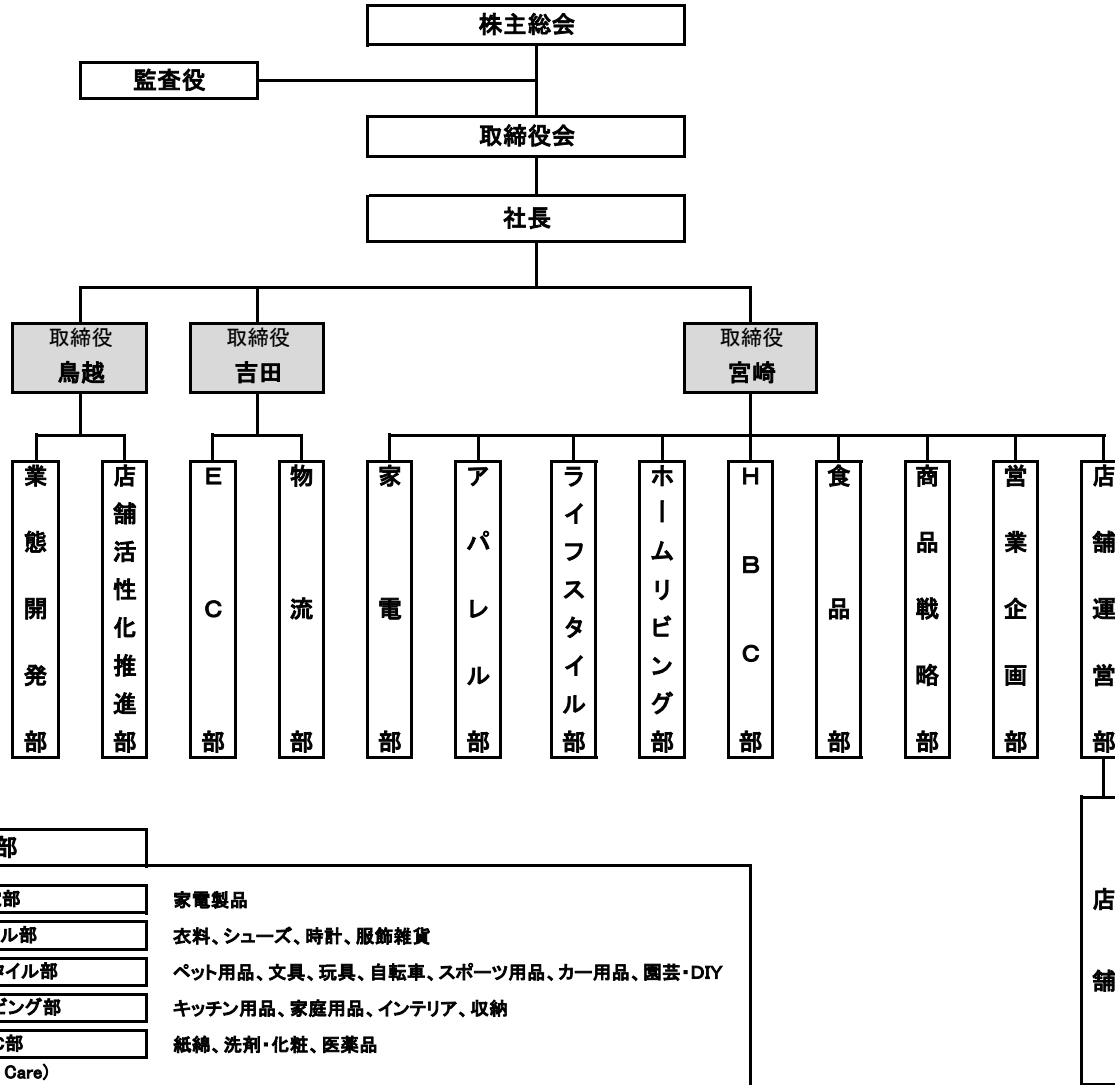 株主総会
監査役
取締役会
社長
取締役
鳥越
取締役
吉田
取締役
宮崎
業態開発部
店舗活性化推進部
EC部
物流部
家電部
アパレル部
ライフスタイル部
ホームリビング部
HBC部
食品部
商品戦略部
営業企画部
店舗運営部
店舗
部
部 家電製品
ル部 衣料、シューズ、時計、服飾雑貨
タイル部 ペット用品、文具、玩具、自転車、スポーツ用品、カー用品、園芸・DIY
ビング部 キッチン用品、家庭用品、インテリア、収納
C部 紙綿、洗剤・化粧、医薬品
Care)